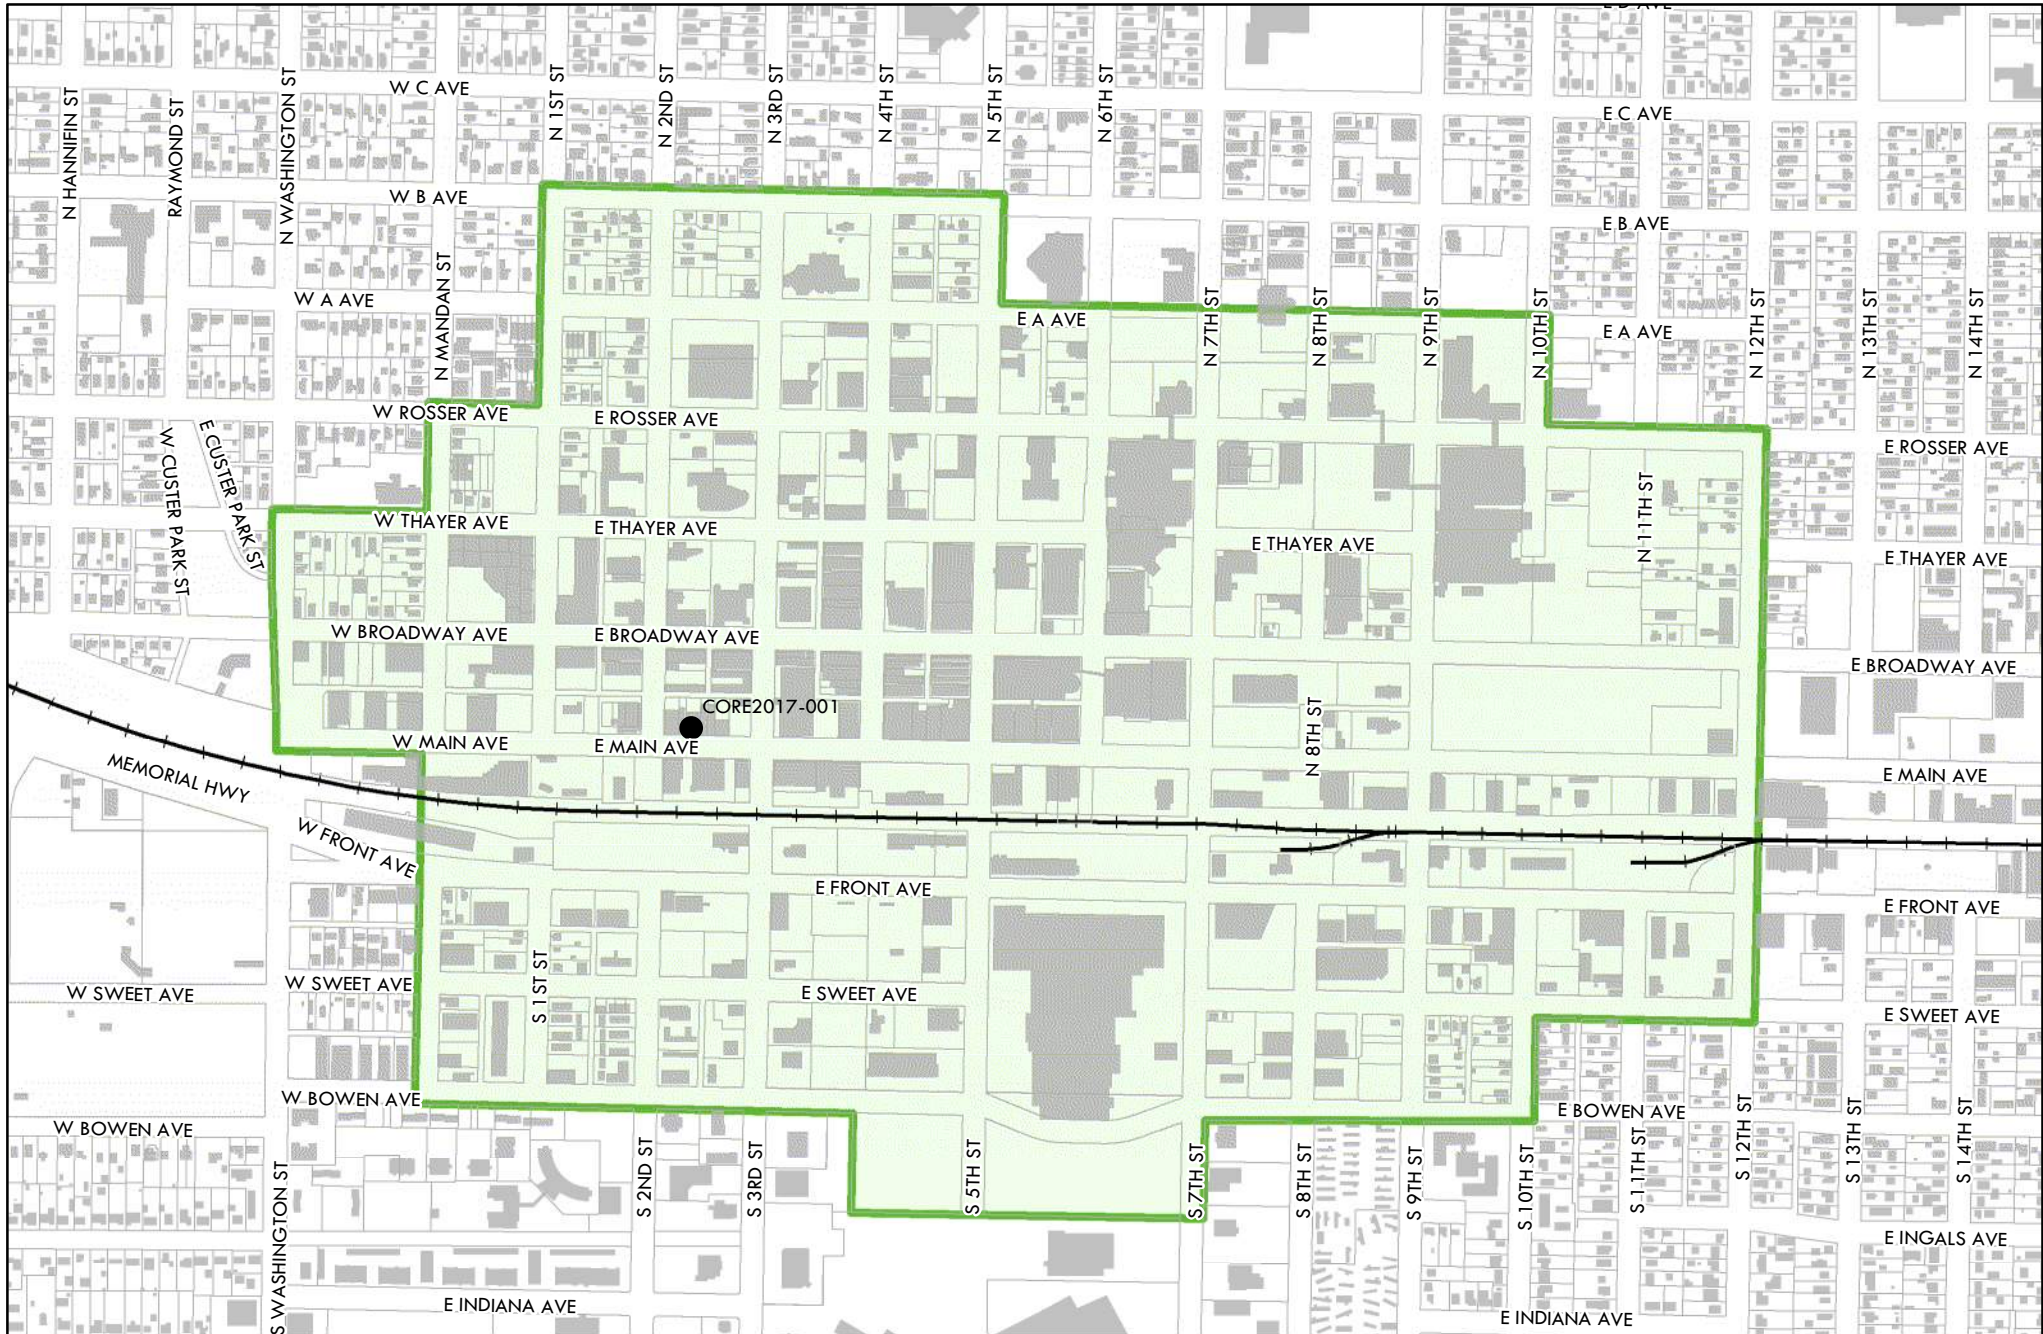 E D AVE
W C AVE
N HANNIFIN ST
RAYMOND ST
N WASHINGTON ST
N 1ST ST
N 2ND ST
N 3RD ST
N 4TH ST
N 5TH ST
N 6TH ST
E C AVE
W B AVE
E B AVE
W A AVE
N MANDAN ST
E A AVE
N 7TH ST
N 8TH ST
N 9TH ST
N 10TH ST
E A AVE
N 12TH ST
N 13TH ST
N 14TH ST
W ROSSER AVE
E ROSSER AVE
E ROSSER AVE
W CUSTER PARK ST
E CUSTER PARK ST
W THAYER AVE
E THAYER AVE
E THAYER AVE
N 11TH ST
E THAYER AVE
W BROADWAY AVE
E BROADWAY AVE
E BROADWAY AVE
CORE2017-001
N 8TH ST
W MAIN AVE
E MAIN AVE
E MAIN AVE
MEMORIAL HWY
W FRONT AVE
E FRONT AVE
E FRONT AVE
W SWEET AVE
W SWEET AVE
S 1ST ST
E SWEET AVE
E SWEET AVE
W BOWEN AVE
W BOWEN AVE
E BOWEN AVE
S WASHINGTON ST
S 2ND ST
S 3RD ST
S 5TH ST
S 7TH ST
S 8TH ST
S 9TH ST
S 10TH ST
S 11TH ST
S 12TH ST
S 13TH ST
S 14TH ST
E INGALS AVE
E INDIANA AVE
E INDIANA AVE